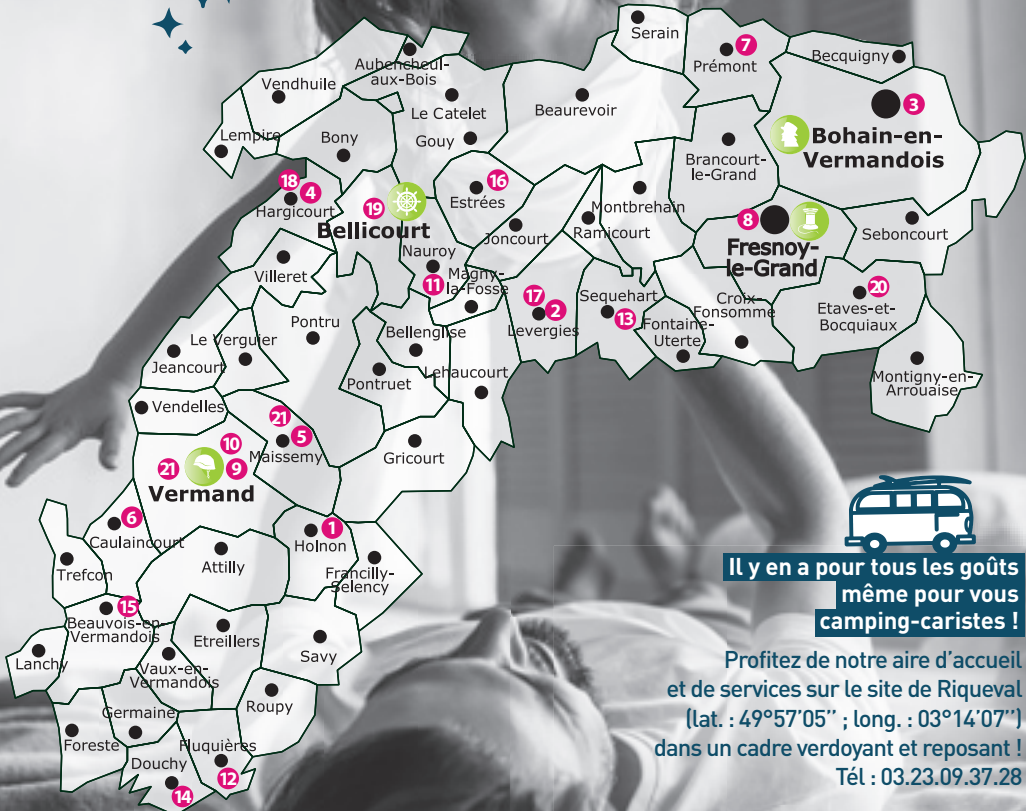 Serain
7
Prémont
Becquigny
Aubencheul-
aux-Bois
Vendhuile
Le Catelet
Beaurevoir
3
Lempire
Bony
Gouy
Bohain-en-
Vermandois
Brancourt-
le-Grand
18
4
Hargicourt
16
Estrées
19
Bellicourt
Montbrehain
8
Joncourt
Ramicourt
Seboncourt
Fresnoy-
le-Grand
Nauroy
11
Villeret
Magny-
la-Fosse
17
2
Levergies
Sequehart
13
Croix-
Fonsomme
20
Etaves-et-
Bocquiaux
Pontru
Bellenglise
Fontaine-
Uterte
Le Verguier
Jeancourt
Lehaucourt
Pontruet
Montigny-en-
Arrouaise
Vendelles
21
5
Maissemy
10
21
9
Vermand
Gricourt
6
Caulaincourt
1
Holnon
Attilly
Francilly-
Selency
Trefcon
15
Beauvois-en-
Vermandois
Etreillers
Savy
Lanchy
Vaux-en-
Vermandois
Germaine
Roupy
Foreste
Fluquières
12
Douchy
14
Il y en a pour tous les goûts
même pour vous
camping-caristes !
Profitez de notre aire d’accueil
et de services sur le site de Riqueval
(lat. : 49°57’05’’ ; long. : 03°14’07’’)
dans un cadre verdoyant et reposant !
Tél : 03.23.09.37.28